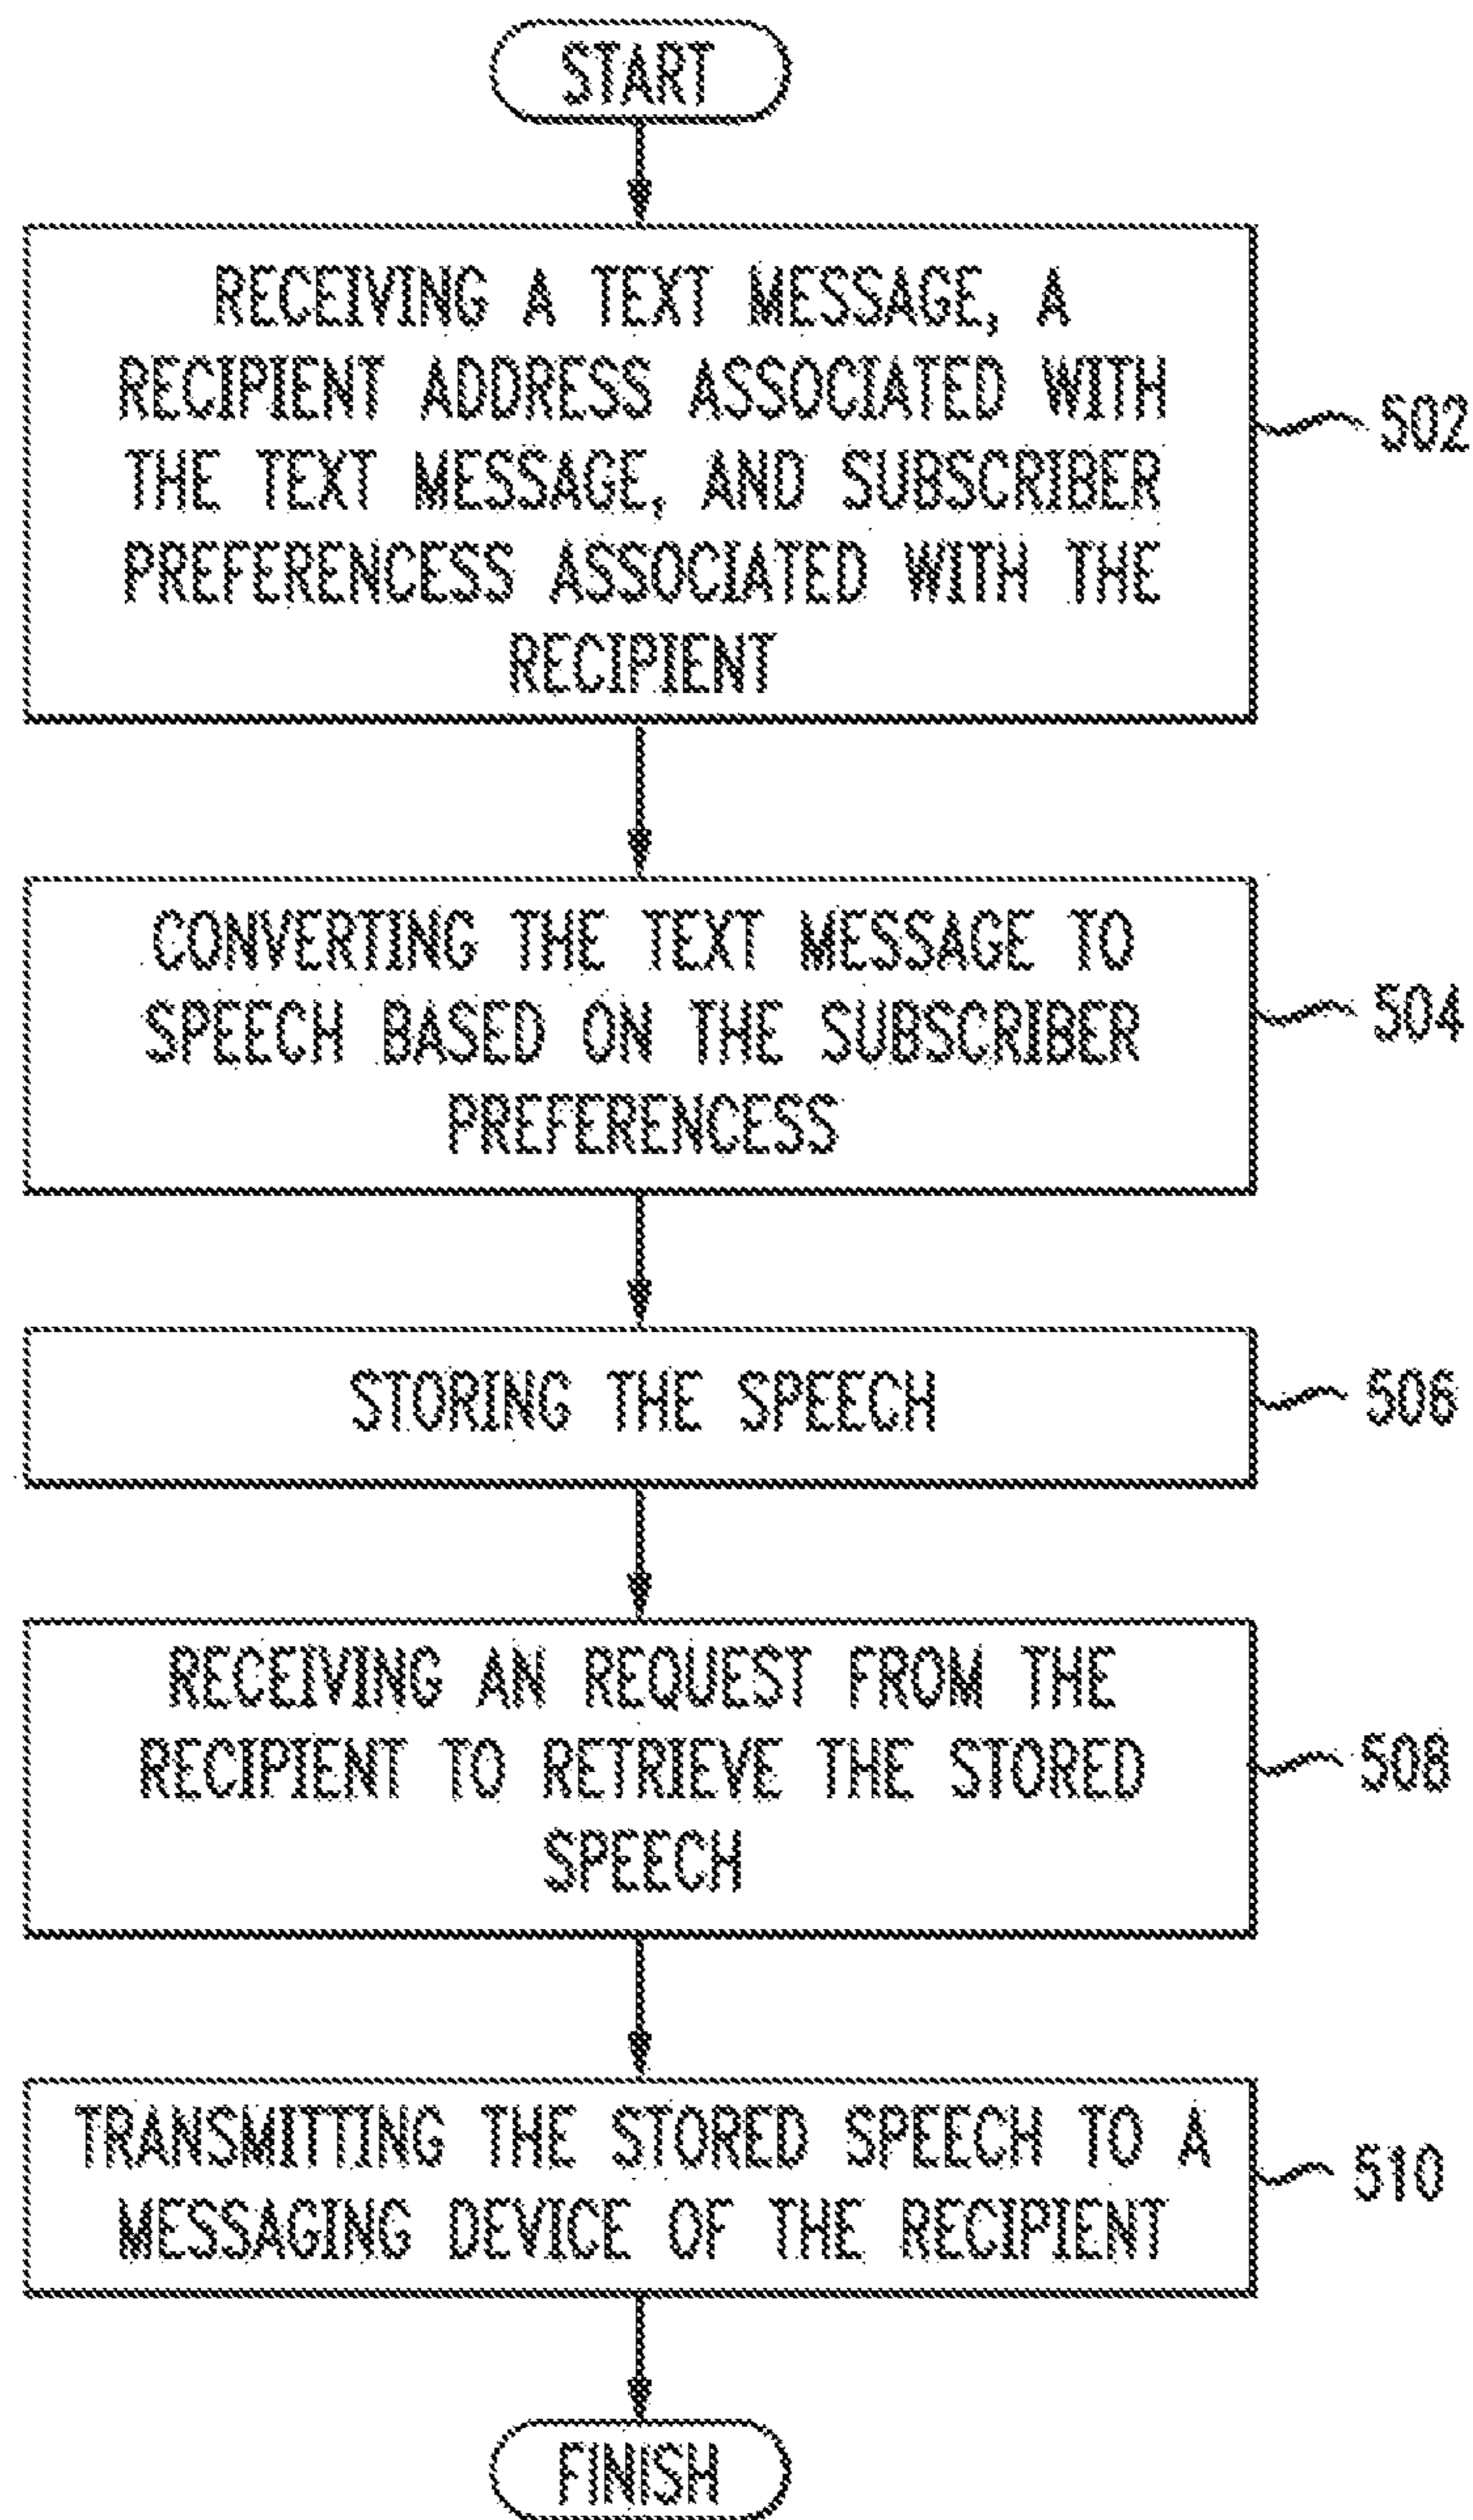 START
RECEIVING A TEXT MESSAGE, A
RECIPIENT ADDRESS ASSOCIATED WITH
THE TEXT MESSAGE, AND SUBSCRIBER
PREFERENCESS ASSOCIATED WITH THE
RECIPIENT
502
CONVERTING THE TEXT MESSAGE TO
SPEECH BASED ON THE SUBSCRIBER
PREFERENCESS
504
STORING THE SPEECH
506
RECEIVING AN REQUEST FROM THE
RECIPIENT TO RETRIEVE THE STORED
SPEECH
508
TRANSMITTING THE STORED SPEECH TO A
MESSAGING DEVICE OF THE RECIPIENT
510
FINISH